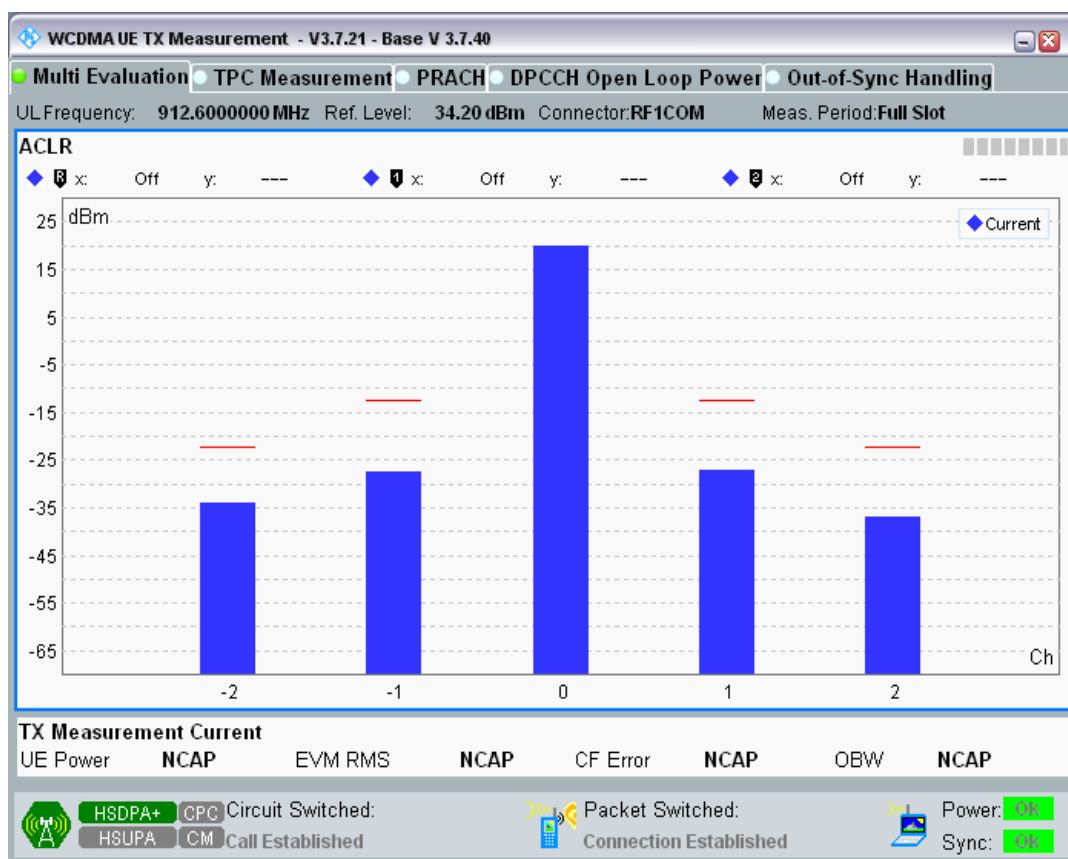 WCDMA UE TX Measurement - V3.7.21 - Base V 3.7.40
Multi Evaluation TPC Measurement PRACH DPCCH Open Loop Power Out-of-Sync Handling
UL Frequency: 912.6000000 MHz Ref. Level: 34.20 dBm Connector: RF1COM Meas. Period: Full Slot
ACLR
R x: Off y: --- 1 x: Off y: --- 2 x: Off y: ---
dBm
Current
25
15
5
-5
-15
-25
-35
-45
-55
-65
Ch
-2 -1 0 1 2
TX Measurement Current
UE Power NCAP EVM RMS NCAP CF Error NCAP OBW NCAP
HSDPA+ CPC Circuit Switched: Packet Switched: Power: OK
HSUPA CM Call Established Connection Established Sync: OK